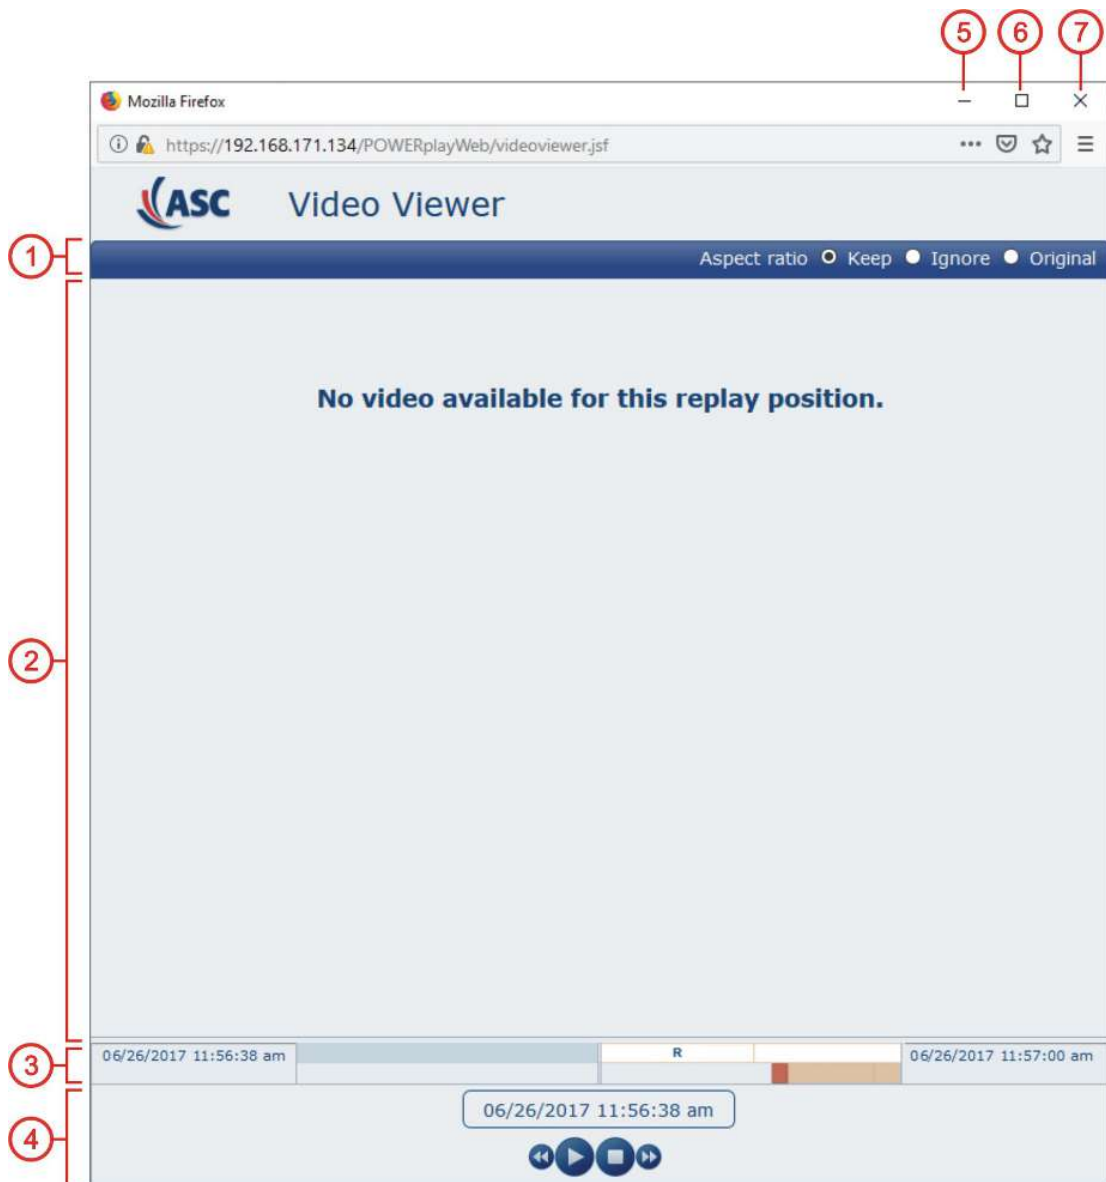 5 6 7
Mozilla Firefox
https://192.168.171.134/POWERplayWeb/videoviewer.jsf
ASC Video Viewer
1
Aspect ratio Keep Ignore Original
No video available for this replay position.
2
3
06/26/2017 11:56:38 am R 06/26/2017 11:57:00 am
4
06/26/2017 11:56:38 am